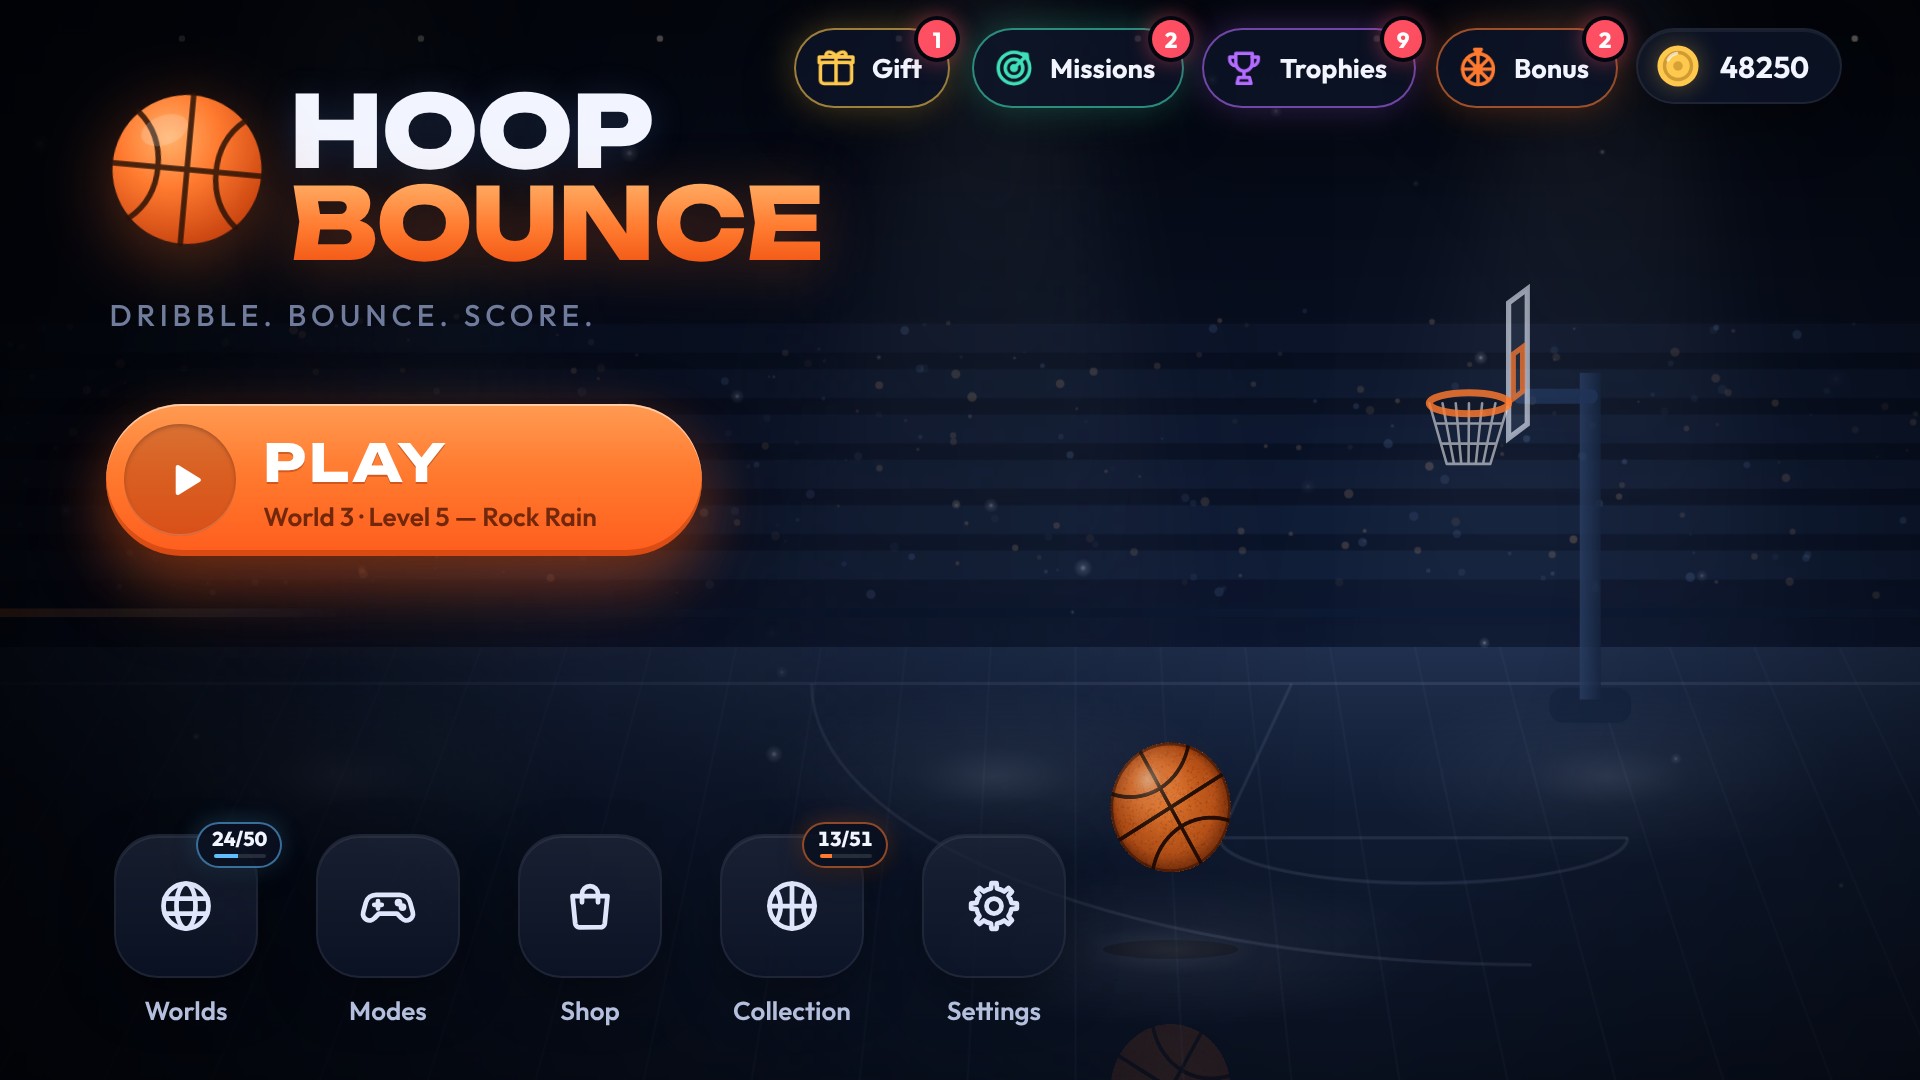 1
2
9
2
Gift
Missions
Trophies
Bonus
48250
HOOP
BOUNCE
DRIBBLE. BOUNCE. SCORE.
PLAY
World 3 · Level 5 — Rock Rain
24/50
13/51
Worlds
Modes
Shop
Collection
Settings